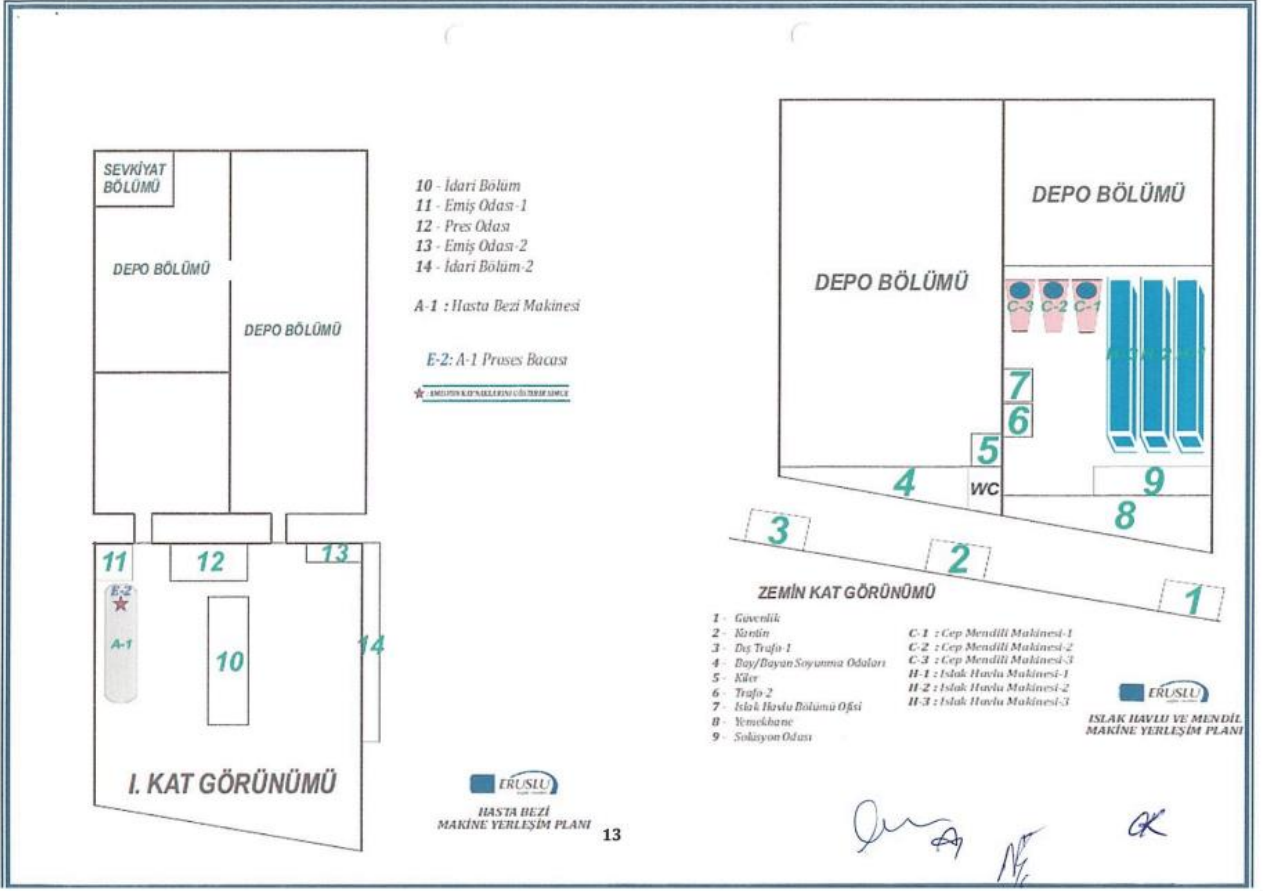 SEVKİYAT
BÖLÜMÜ
DEPO BÖLÜMÜ
DEPO BÖLÜMÜ
11
12
13
E-2
A-1
10
14
I. KAT GÖRÜNÜMÜ
10 - İdari Bölüm
11 - Emiş Odası-1
12 - Pres Odası
13 - Emiş Odası-2
14 - İdari Bölüm-2
A-1 : Hasta Bezi Makinesi
E-2: A-1 Proses Bacası
ERUSLU
HASTA BEZİ
MAKİNE YERLEŞİM PLANI
13
DEPO BÖLÜMÜ
DEPO BÖLÜMÜ
C-3 C-2 C-1
7
6
5
4
WC
9
8
3
2
1
ZEMİN KAT GÖRÜNÜMÜ
1 - Güvenlik
2 - Kantin
3 - Dış Trafo-1
4 - Bay/Bayan Soyunma Odaları
5 - Kiler
6 - Trafo-2
7 - Islak Havlu Bölümü Ofisi
8 - Yemekhane
9 - Solüsyon Odası
C-1 : Cep Mendili Makinesi-1
C-2 : Cep Mendili Makinesi-2
C-3 : Cep Mendili Makinesi-3
H-1 : Islak Havlu Makinesi-1
H-2 : Islak Havlu Makinesi-2
H-3 : Islak Havlu Makinesi-3
ERUSLU
ISLAK HAVLU VE MENDİL
MAKİNE YERLEŞİM PLANI